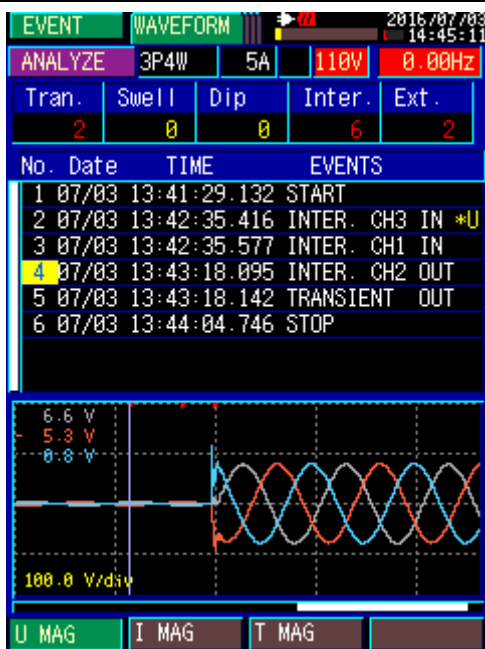 EVENT WAVEFORM 2016/07/03
14:45:11
ANALYZE 3P4W 5A 110V 0.00Hz
Tran. Swell Dip Inter. Ext.
2 0 0 6 2
No. Date TIME EVENTS
1 07/03 13:41:29.132 START
2 07/03 13:42:35.416 INTER. CH3 IN *U
3 07/03 13:42:35.577 INTER. CH1 IN
4 07/03 13:43:18.095 INTER. CH2 OUT
5 07/03 13:43:18.142 TRANSIENT OUT
6 07/03 13:44:04.746 STOP
6.6 V
5.3 V
0.8 V
100.0 V/div
U MAG I MAG T MAG